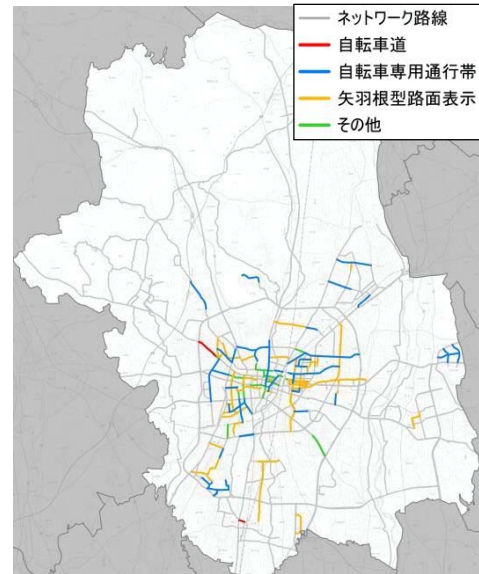 ネットワーク路線
自転車道
自転車専用通行帯
矢羽根型路面表示
その他